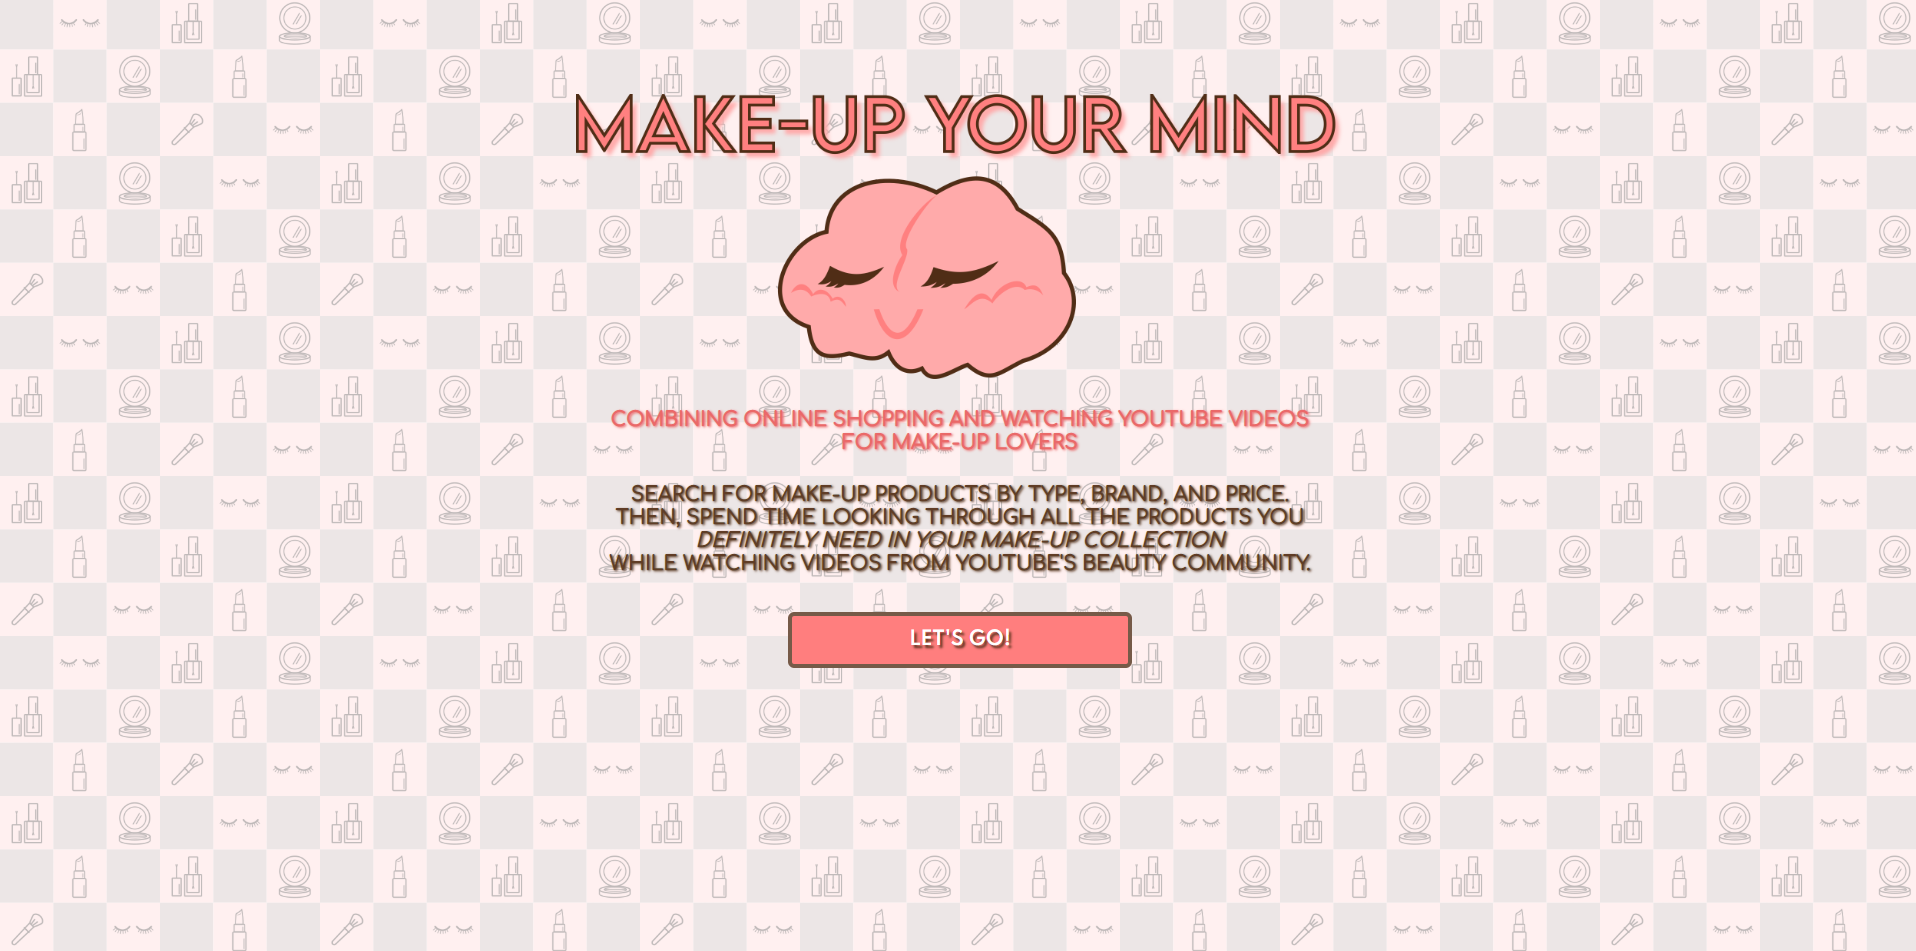 MAKE-UP YOUR MIND
COMBINING ONLINE SHOPPING AND WATCHING YOUTUBE VIDEOS
FOR MAKE-UP LOVERS
SEARCH FOR MAKE-UP PRODUCTS BY TYPE, BRAND, AND PRICE.
THEN, SPEND TIME LOOKING THROUGH ALL THE PRODUCTS YOU
DEFINITELY NEED IN YOUR MAKE-UP COLLECTION
WHILE WATCHING VIDEOS FROM YOUTUBE'S BEAUTY COMMUNITY.
LET'S GO!